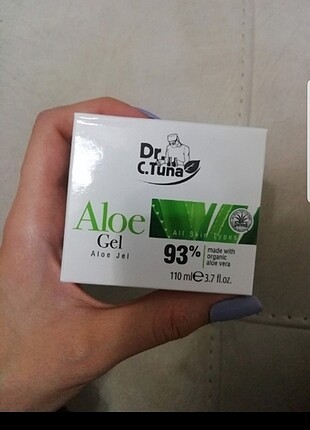 Dr.
C.Tuna
Aloe
Gel
Aloe Jel
All Skin Types
93%
made with
organic
aloe vera
110 ml e 3.7 fl.oz.